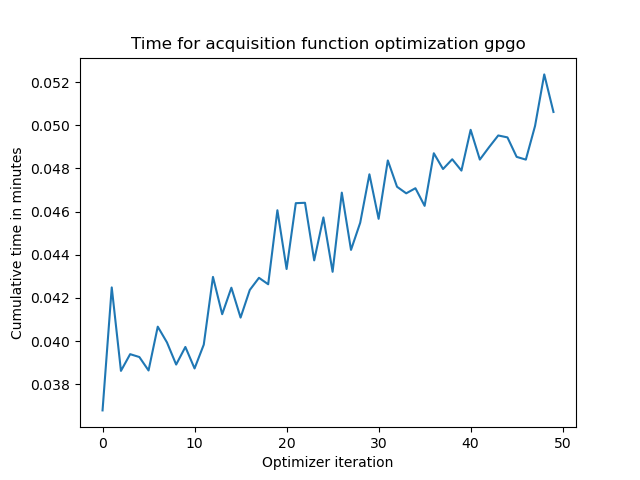 Time for acquisition function optimization gpgo
0.052
0.050
0.048
0.046
0.044
0.042
0.040
0.038
Cumulative time in minutes
0 10 20 30 40 50
Optimizer iteration